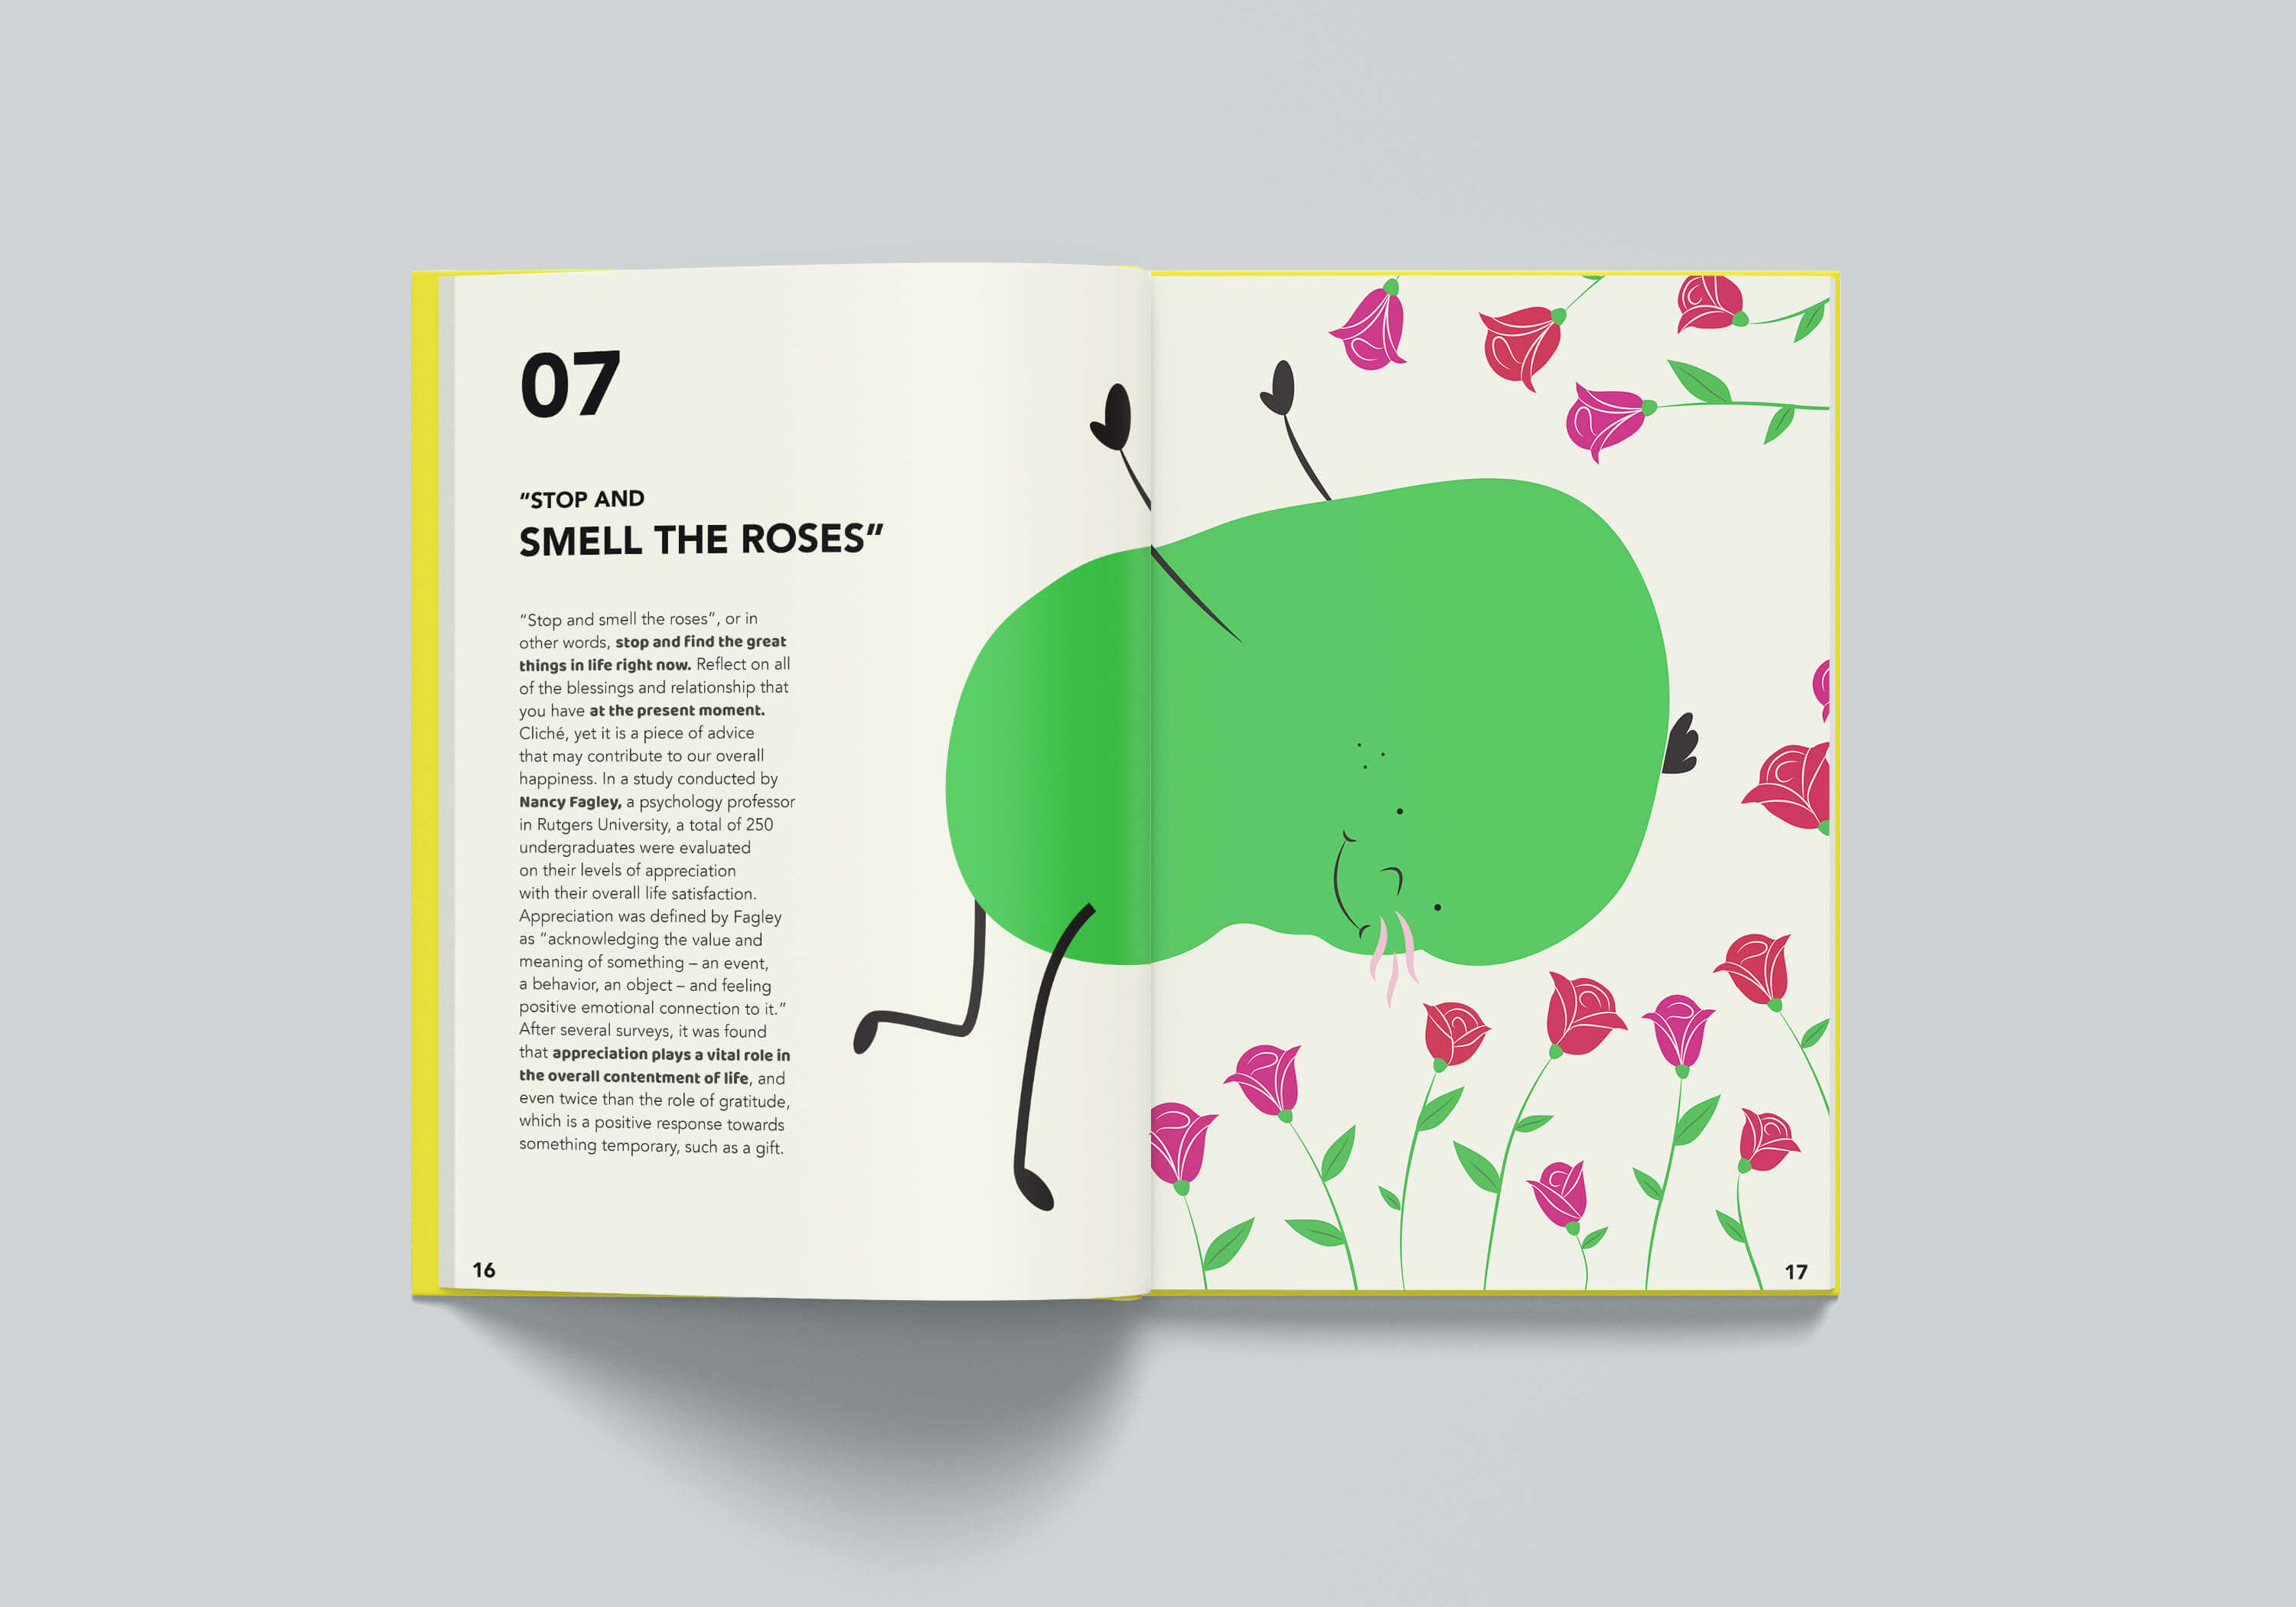 07
“STOP AND
SMELL THE ROSES”
“Stop and smell the roses”, or in
other words, stop and find the great
things in life right now. Reflect on all
of the blessings and relationship that
you have at the present moment.
Cliché, yet it is a piece of advice
that may contribute to our overall
happiness. In a study conducted by
Nancy Fagley, a psychology professor
in Rutgers University, a total of 250
undergraduates were evaluated
on their levels of appreciation
with their overall life satisfaction.
Appreciation was defined by Fagley
as “acknowledging the value and
meaning of something – an event,
a behavior, an object – and feeling
positive emotional connection to it.”
After several surveys, it was found
that appreciation plays a vital role in
the overall contentment of life, and
even twice than the role of gratitude,
which is a positive response towards
something temporary, such as a gift.
16
17